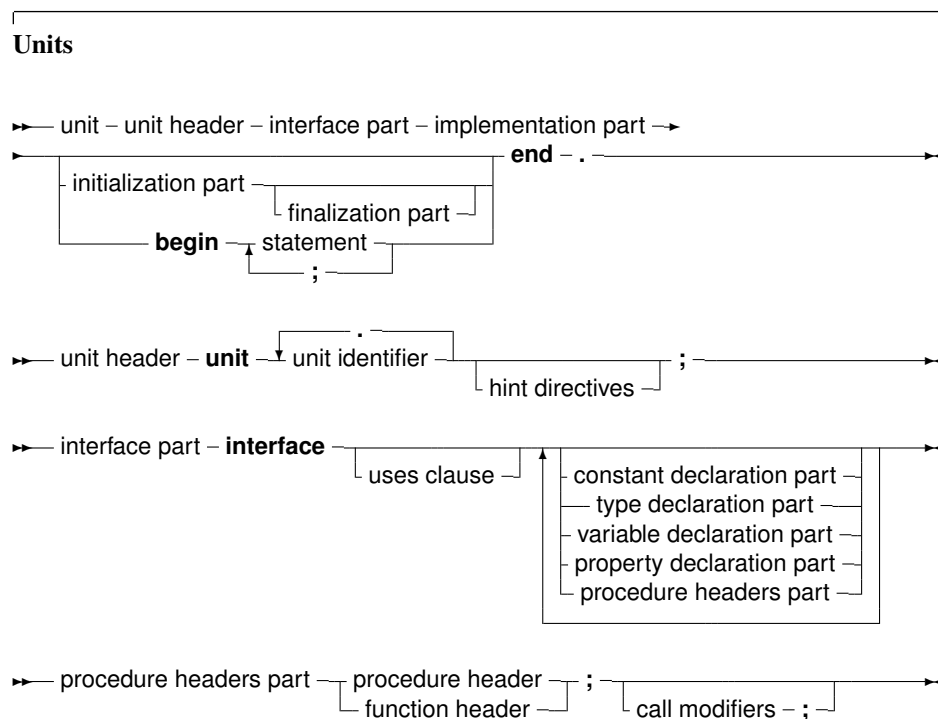 Units
unit – unit header – interface part – implementation part
end – .
initialization part
finalization part
begin statement
;
.
unit header – unit unit identifier ;
hint directives
interface part – interface
uses clause constant declaration part
type declaration part
variable declaration part
property declaration part
procedure headers part
procedure headers part procedure header ;
function header call modifiers – ;